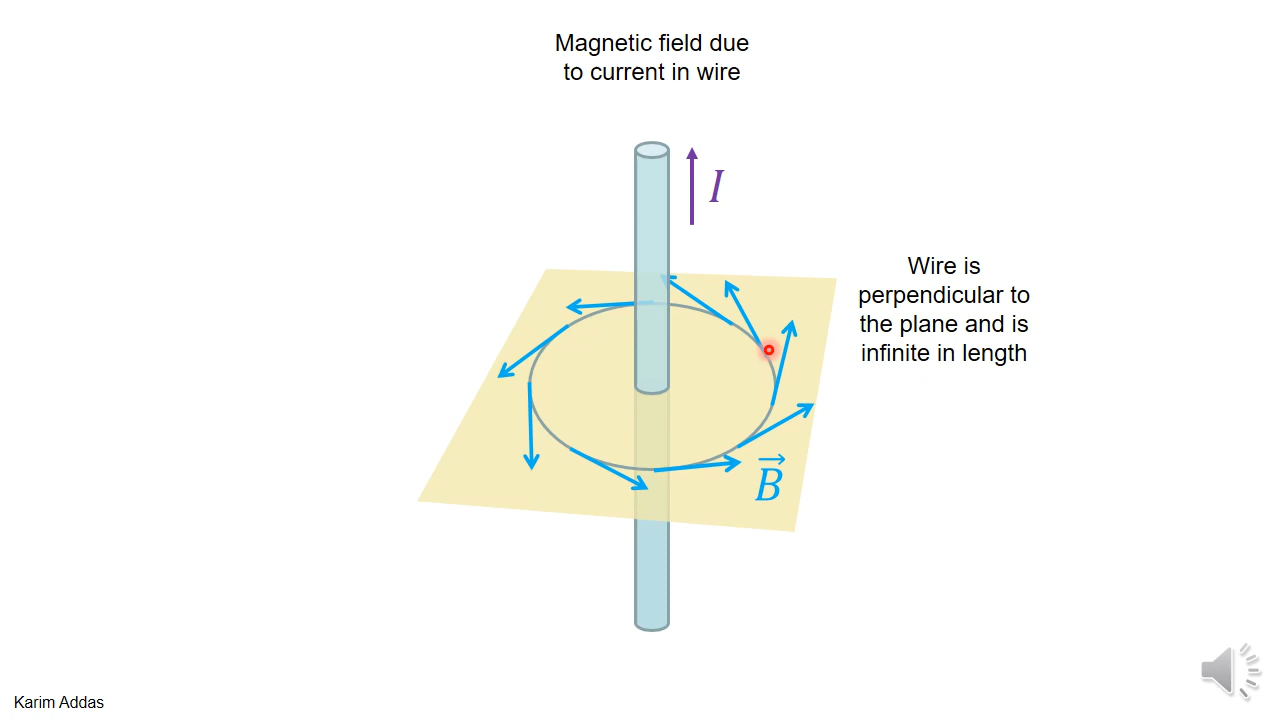 Magnetic field due
to current in wire
I
Wire is
perpendicular to
the plane and is
infinite in length
$\vec{B}$
Karim Addas